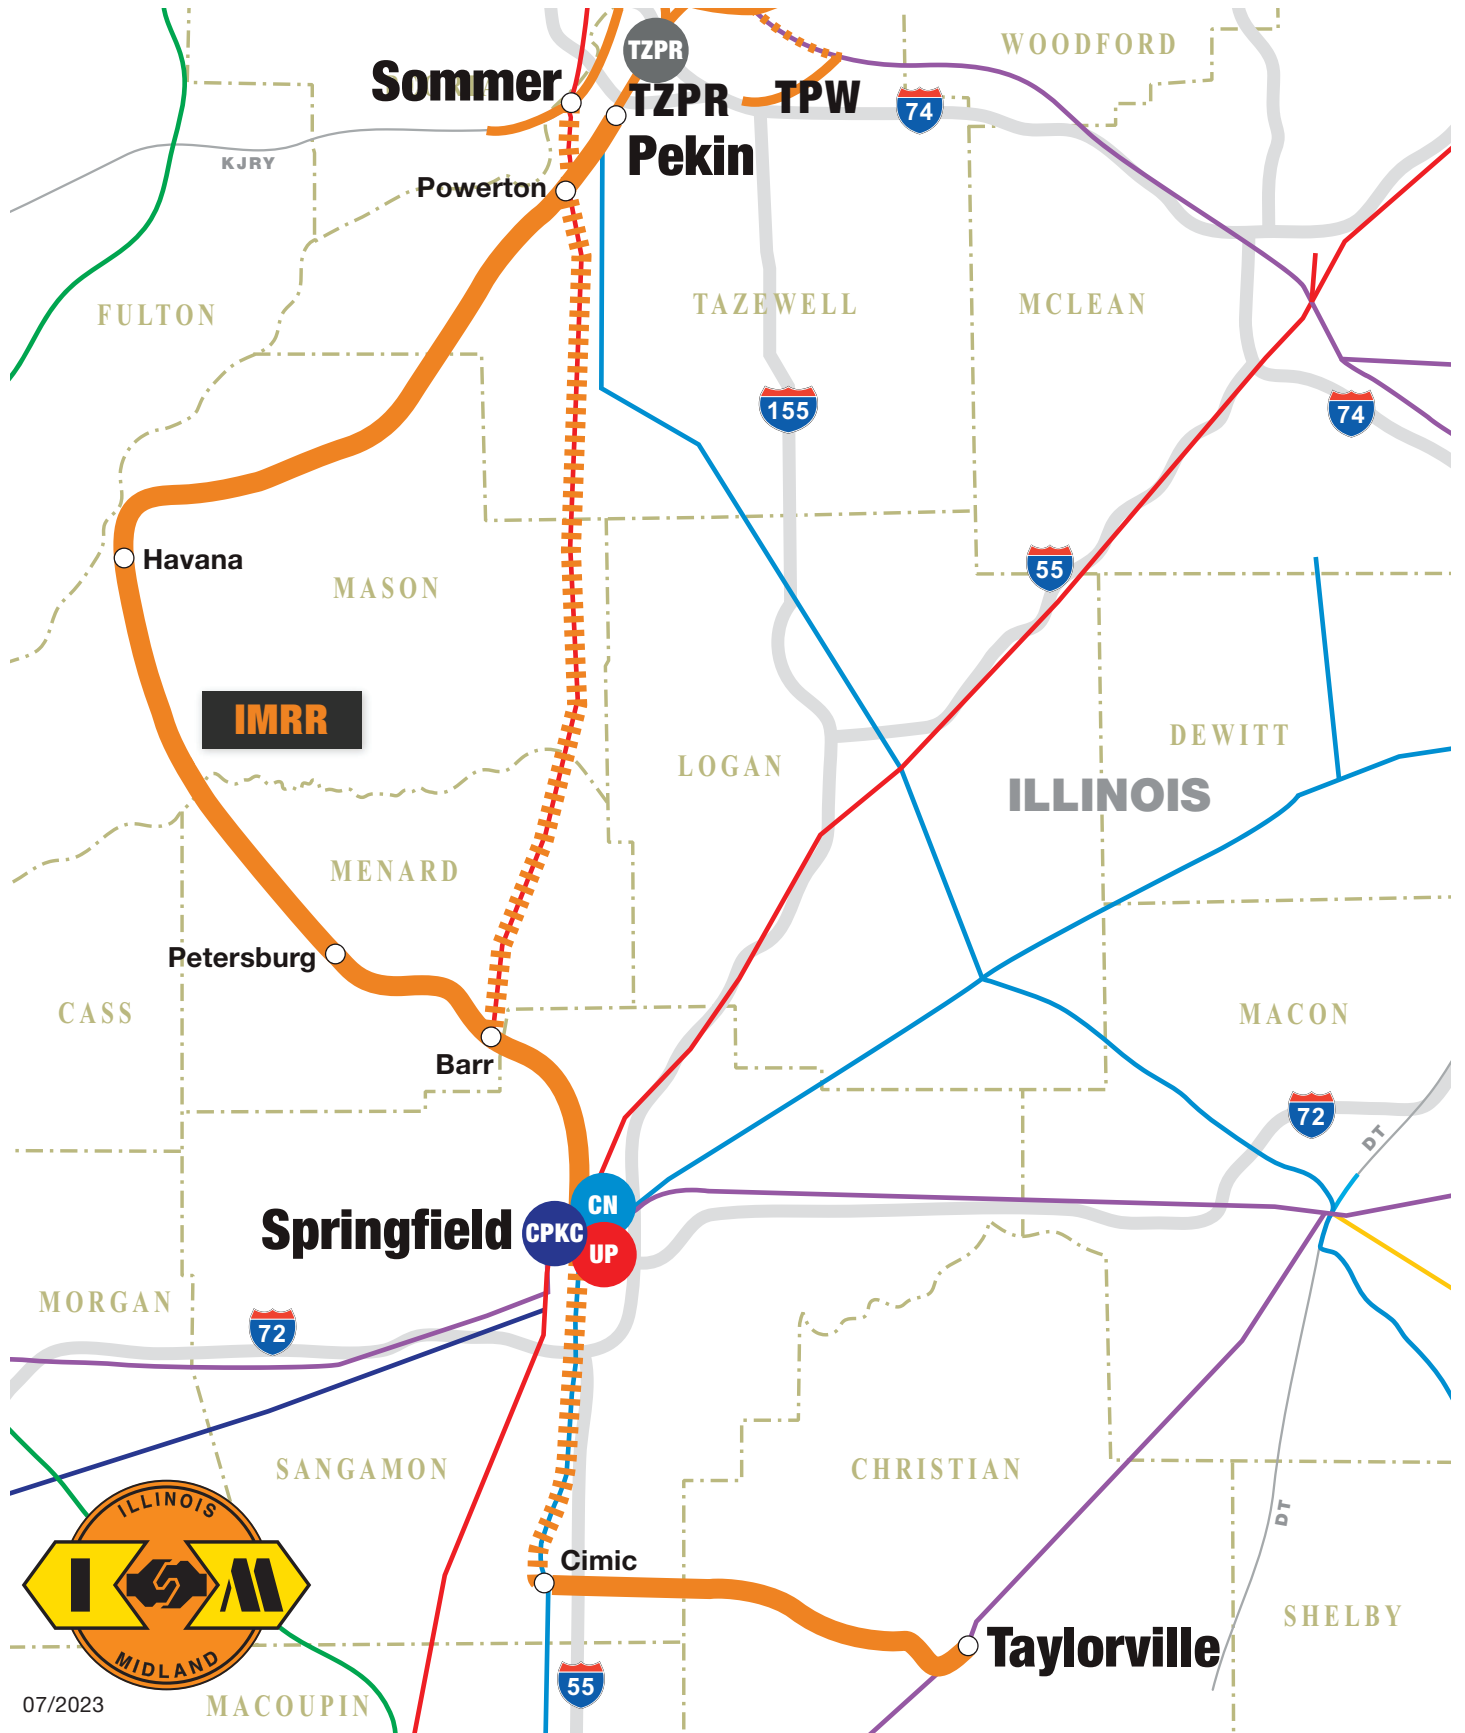 TZPR
WOODFORD
Sommer
TZPR
TPW
74
Pekin
KJRY
Powerton
FULTON
TAZEWELL
MCLEAN
155
74
Havana
55
MASON
IMRR
DEWITT
LOGAN
ILLINOIS
MENARD
Petersburg
CASS
MACON
Barr
72
DT
CN
Springfield
CPKC
UP
MORGAN
72
SANGAMON
CHRISTIAN
ILLINOIS
DT
Cimic
I M
SHELBY
Taylorville
MIDLAND
55
07/2023
MACOUPIN